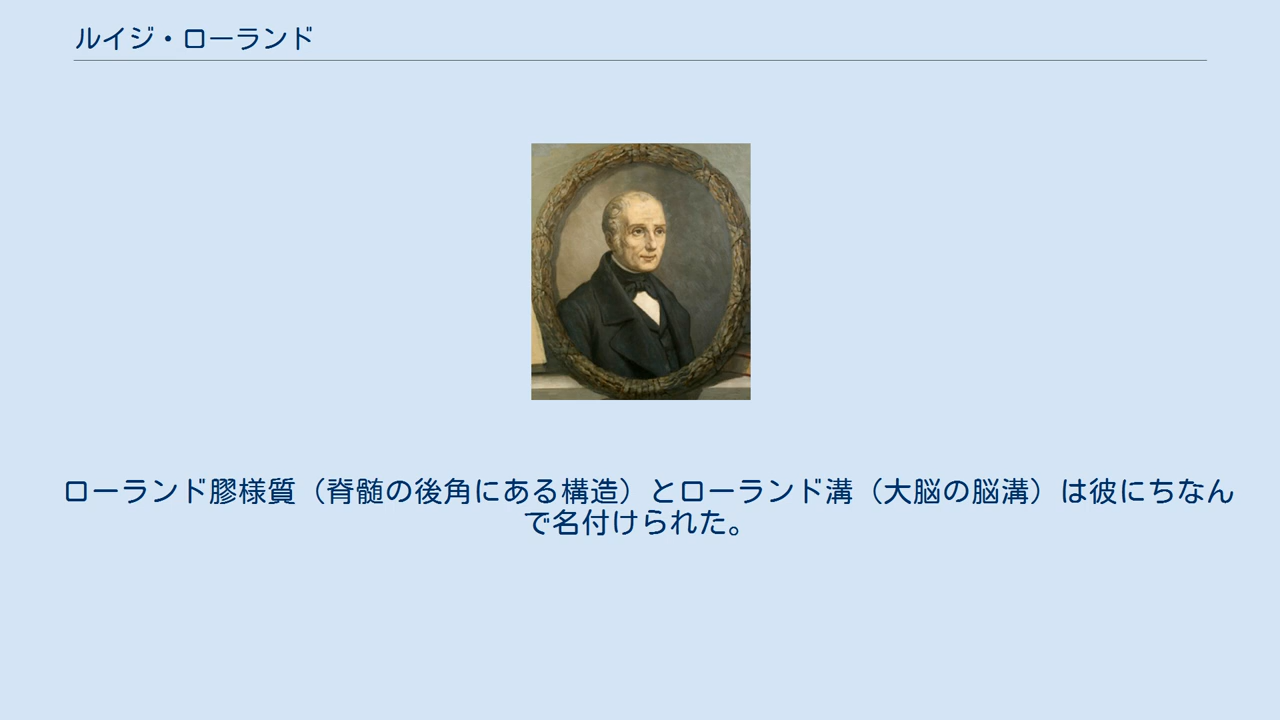 ルイジ・ローランド
ローランド膠様質（脊髄の後角にある構造）とローランド溝（大脳の脳溝）は彼にちなん
で名付けられた。